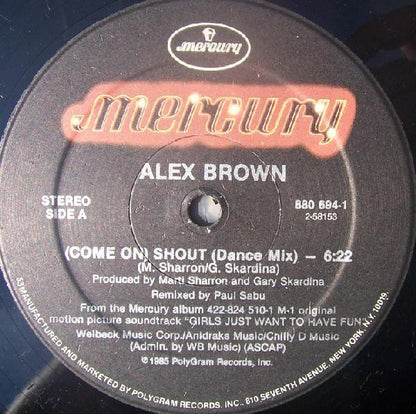 mercury
mercury
ALEX BROWN
STEREO
SIDE A
880 694-1
2-58153
(COME ON) SHOUT (Dance Mix) — 6:22
(M. Sharron/G. Skardina)
Produced by Marti Sharron and Gary Skardina
Remixed by Paul Sabu
From the Mercury album 422-824 510-1 M-1 original
motion picture soundtrack "GIRLS JUST WANT TO HAVE FUN"
Welbeck Music Corp./Anidraks Music/Chilly D Music
(Admin. by WB Music) (ASCAP)
℗1985 PolyGram Records, Inc.
53 MANUFACTURED AND MARKETED BY POLYGRAM RECORDS, INC., 810 SEVENTH AVENUE, NEW YORK, N.Y. 10019.